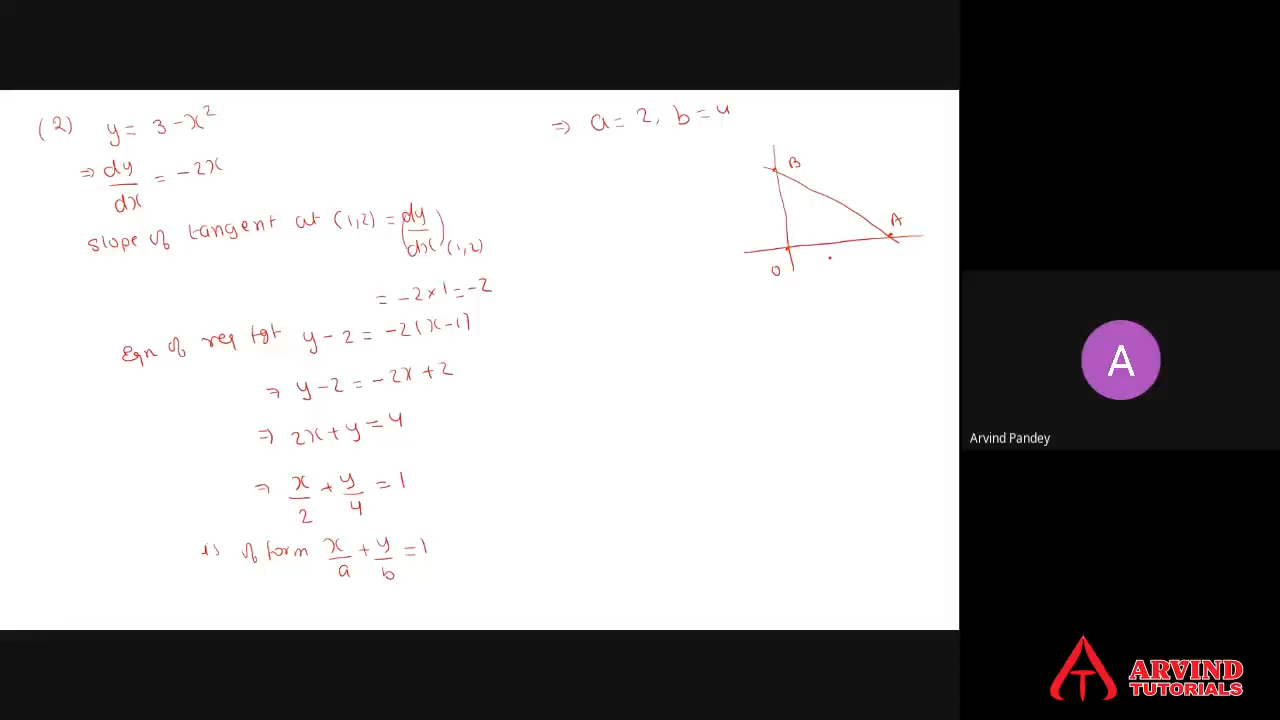 (2) y = 3 - x²
⇒ dy/dx = -2x
Slope of tangent at (1,2) = (dy/dx)(1,2)
= -2×1 = -2
Eqn of req tgt y - 2 = -2(x-1)
⇒ y - 2 = -2x + 2
⇒ 2x + y = 4
⇒ x/2 + y/4 = 1
is of form x/a + y/b = 1
⇒ a = 2, b = 4
B
A
O
A
Arvind Pandey
ARVIND
TUTORIALS